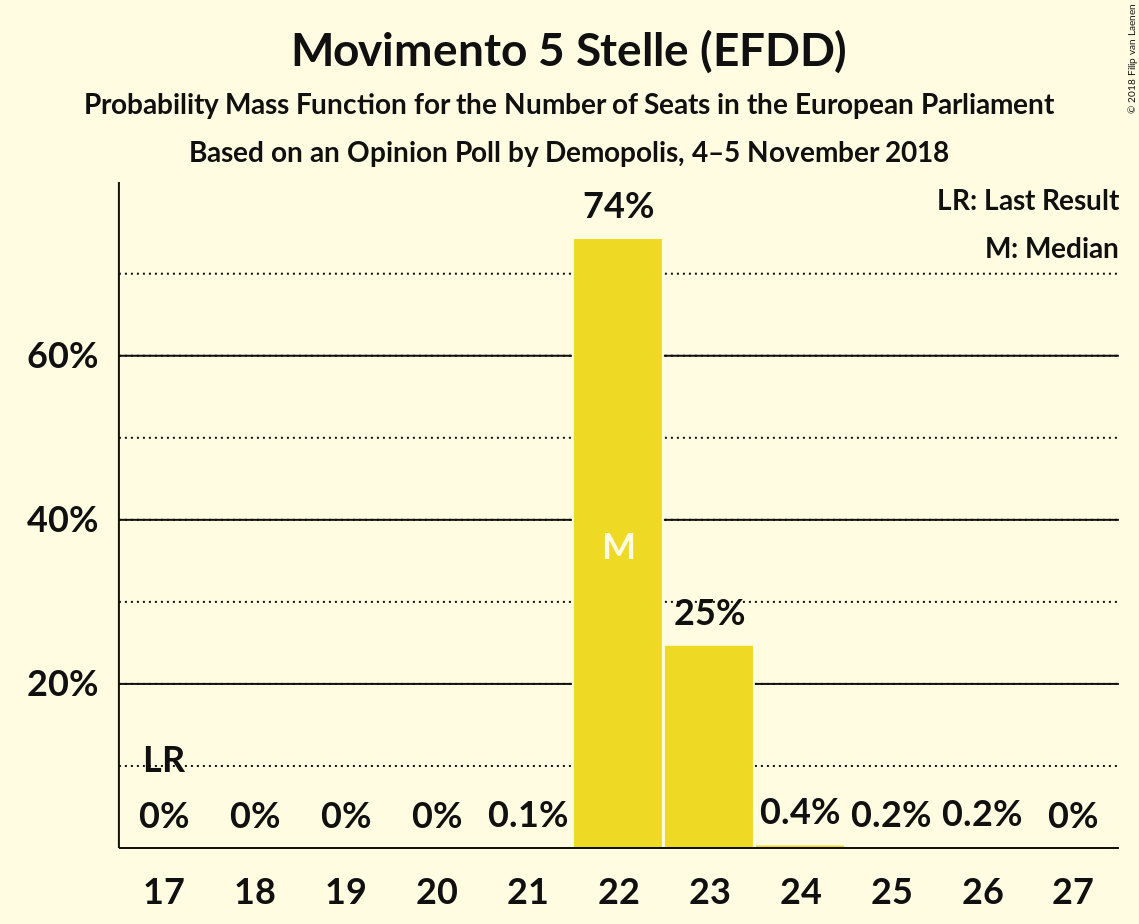 Movimento 5 Stelle (EFDD)
Probability Mass Function for the Number of Seats in the European Parliament
Based on an Opinion Poll by Demopolis, 4–5 November 2018
© 2018 Filip van Laenen
LR: Last Result
M: Median
74%
60%
40%
M
25%
20%
LR
0% 0% 0% 0% 0.1% 0.4% 0.2% 0.2% 0%
17 18 19 20 21 22 23 24 25 26 27